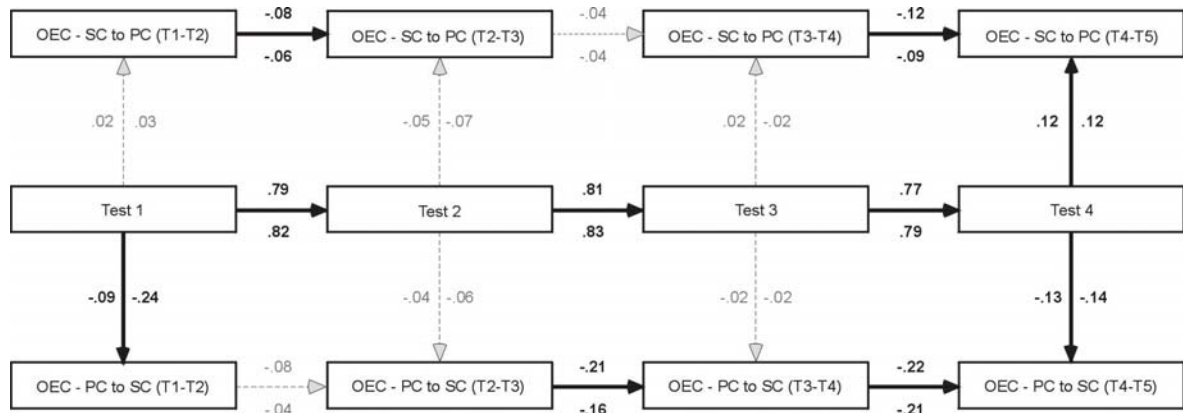 -.08 -.04 -.12
OEC - SC to PC (T1-T2) OEC - SC to PC (T2-T3) OEC - SC to PC (T3-T4) OEC - SC to PC (T4-T5)
-.06 -.04 -.09
.02 .03 -.05 -.07 .02 -.02 .12 .12
.79 .81 .77
Test 1 Test 2 Test 3 Test 4
.82 .83 .79
-.09 -.24 -.04 -.06 -.02 -.02 -.13 -.14
-.08 -.21 -.22
OEC - PC to SC (T1-T2) OEC - PC to SC (T2-T3) OEC - PC to SC (T3-T4) OEC - PC to SC (T4-T5)
-.04 -.16 -.21